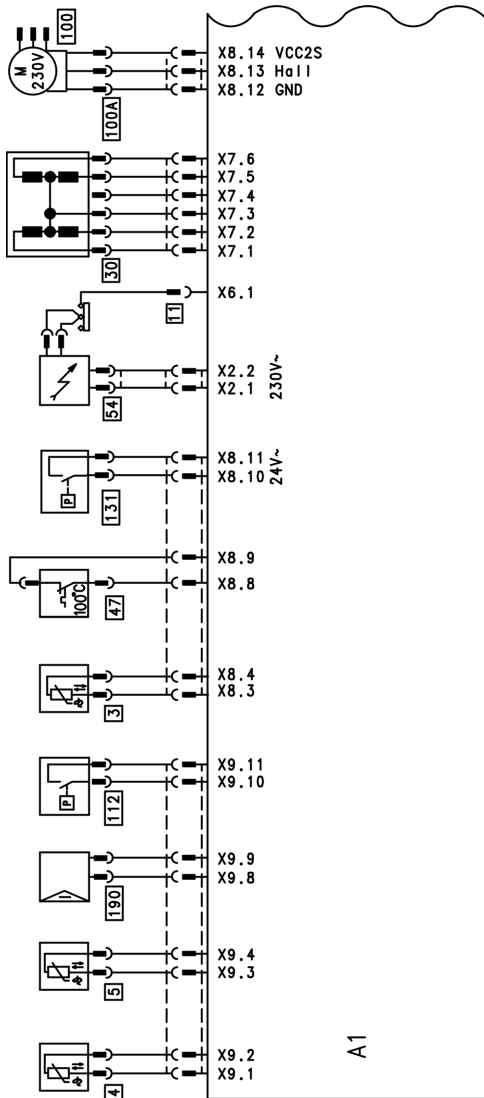 100
M
230V
X8.14 VCC2S
X8.13 Hall
X8.12 GND
100A
X7.6
X7.5
X7.4
X7.3
X7.2
X7.1
30
X6.1
11
X2.2
X2.1
230V~
54
X8.11
X8.10
24V~
P
131
X8.9
X8.8
100°C
47
X8.4
X8.3
3
X9.11
X9.10
P
112
X9.9
X9.8
190
X9.4
X9.3
5
X9.2
X9.1
4
A1